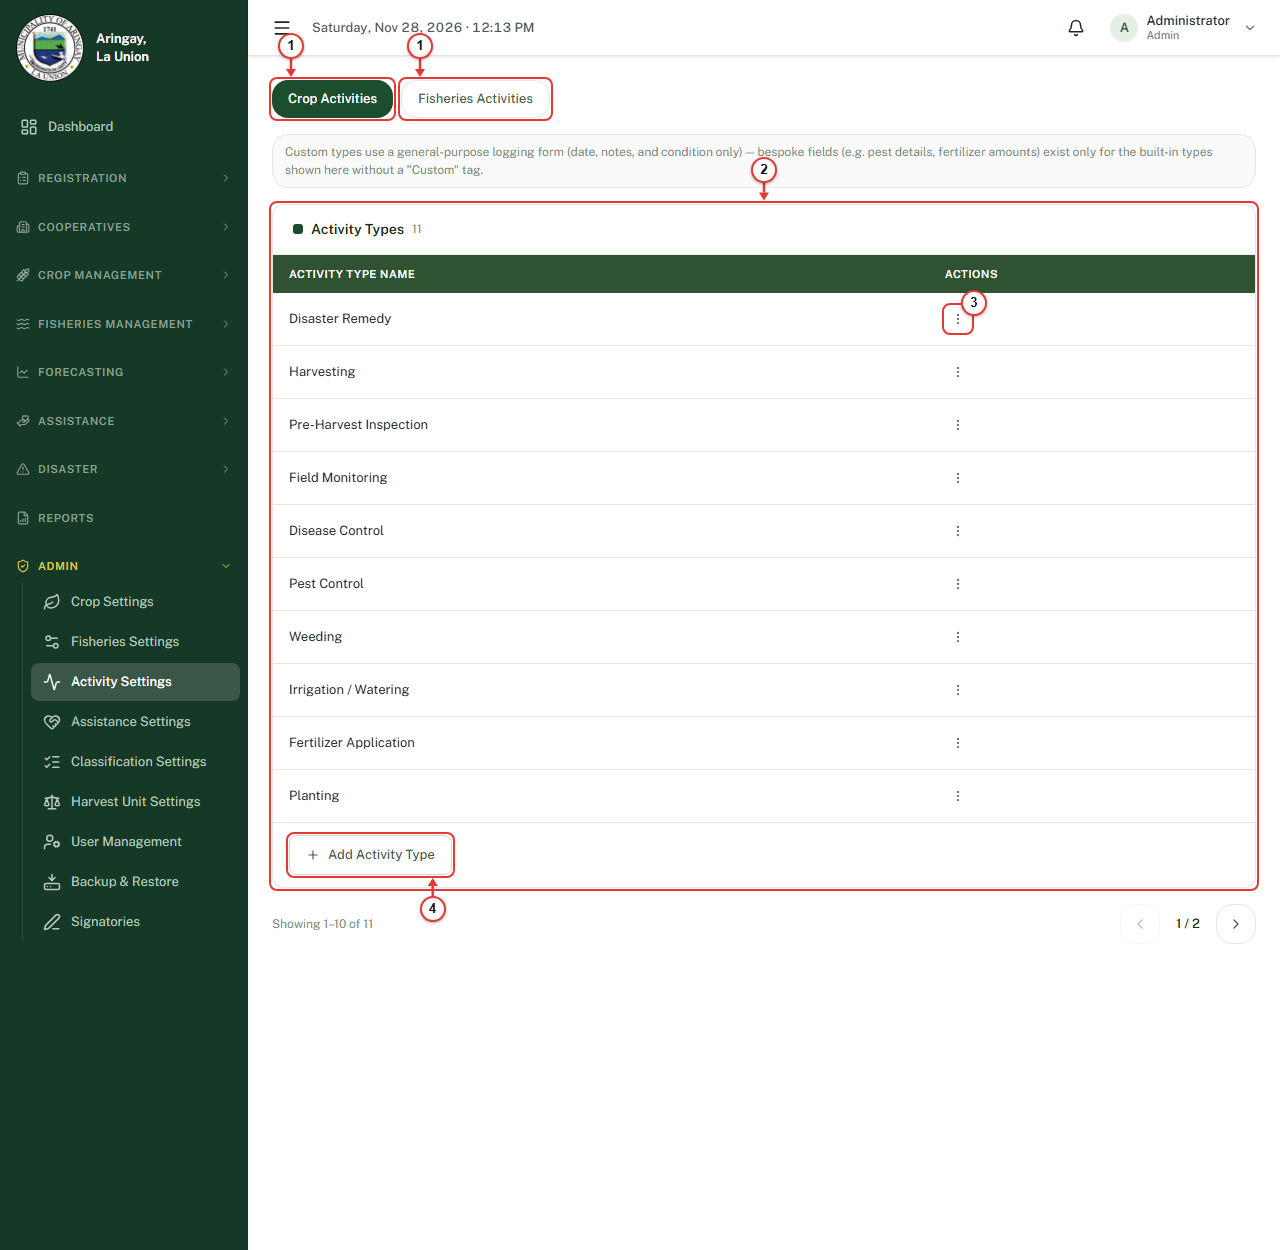 MUNICIPALITY OF ARINGAY
1741
LA UNION
Aringay,
La Union
Dashboard
REGISTRATION
COOPERATIVES
CROP MANAGEMENT
FISHERIES MANAGEMENT
FORECASTING
ASSISTANCE
DISASTER
REPORTS
ADMIN
Crop Settings
Fisheries Settings
Activity Settings
Assistance Settings
Classification Settings
Harvest Unit Settings
User Management
Backup & Restore
Signatories
Saturday, Nov 28, 2026 · 12:13 PM
A
Administrator
Admin
1
1
Crop Activities
Fisheries Activities
Custom types use a general-purpose logging form (date, notes, and condition only) — bespoke fields (e.g. pest details, fertilizer amounts) exist only for the built-in types
shown here without a "Custom" tag.
2
Activity Types 11
ACTIVITY TYPE NAME ACTIONS
3
Disaster Remedy
Harvesting
Pre-Harvest Inspection
Field Monitoring
Disease Control
Pest Control
Weeding
Irrigation / Watering
Fertilizer Application
Planting
+ Add Activity Type
4
Showing 1–10 of 11
1 / 2